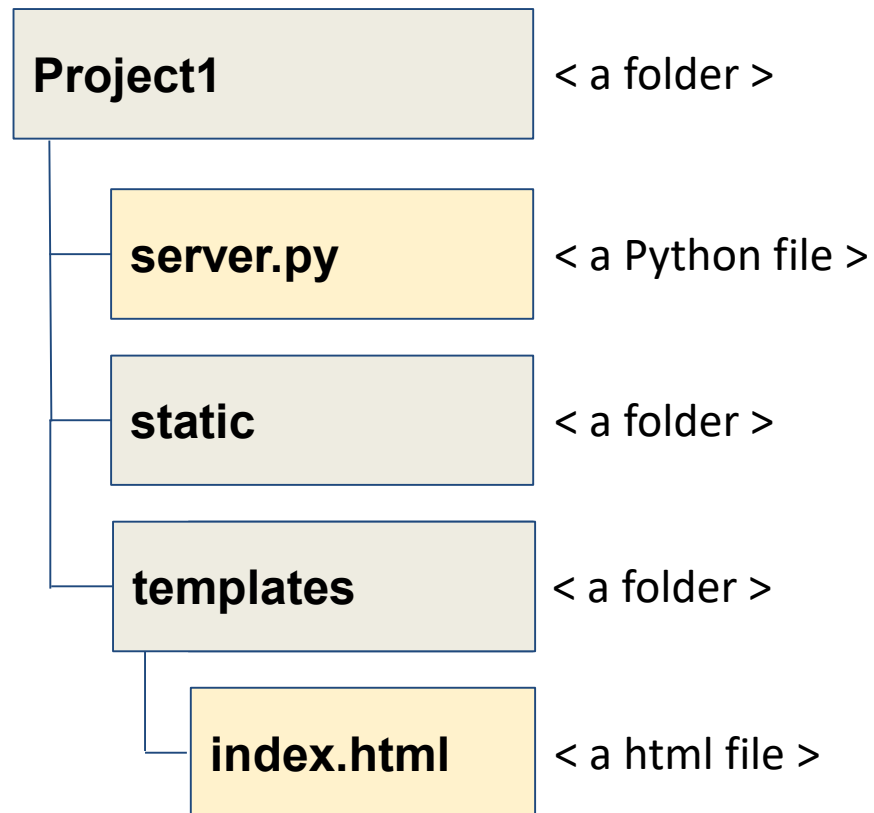 Project1 < a folder >
server.py < a Python file >
static < a folder >
templates < a folder >
index.html < a html file >